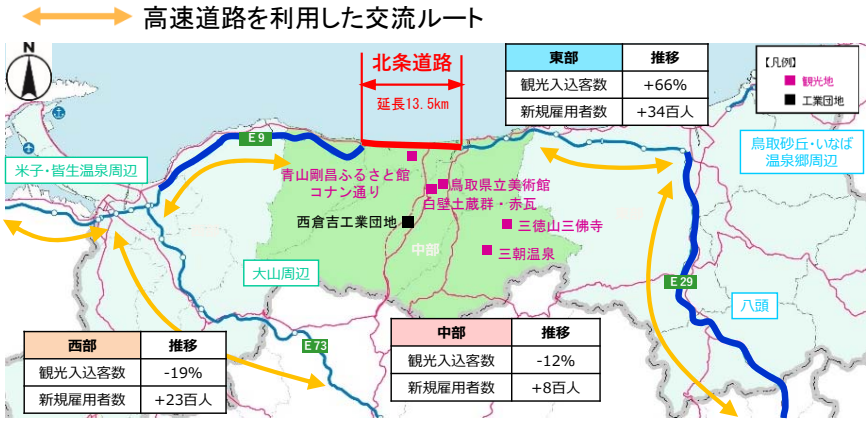 高速道路を利用した交流ルート
N
北条道路
延長13.5km
東部 推移
観光入込客数 +66%
新規雇用者数 +34百人
【凡例】
観光地
工業団地
E9
米子・皆生温泉周辺
青山剛昌ふるさと館
コナン通り
鳥取県立美術館
白壁土蔵群・赤瓦
鳥取砂丘・いなば
温泉郷周辺
西倉吉工業団地
三徳山三佛寺
中部
三朝温泉
大山周辺
E29
八頭
E73
西部 推移
観光入込客数 -19%
新規雇用者数 +23百人
中部 推移
観光入込客数 -12%
新規雇用者数 +8百人